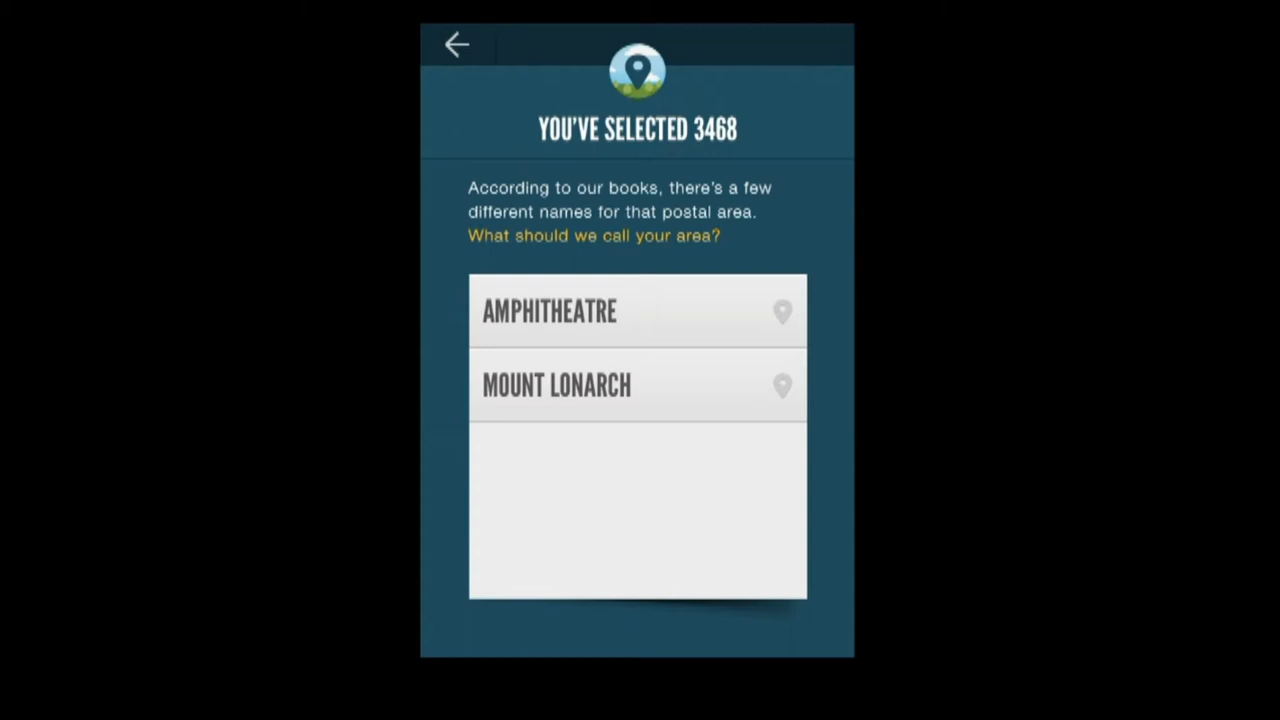 YOU'VE SELECTED 3468
According to our books, there's a few
different names for that postal area.
What should we call your area?
AMPHITHEATRE
MOUNT LONARCH